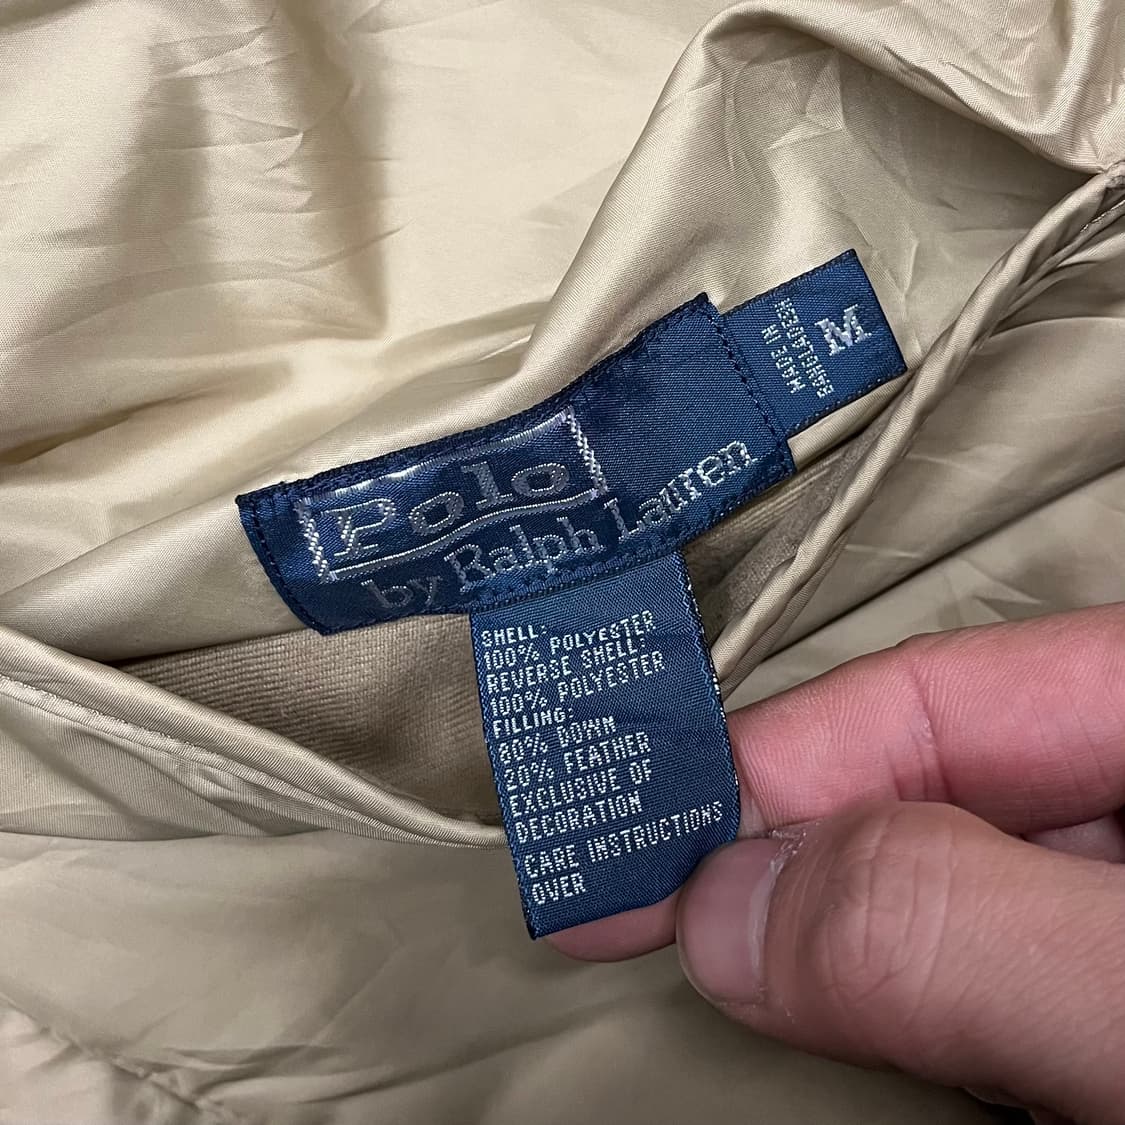 Polo
by Ralph Lauren
M
MADE IN
BANGLADESH
SHELL:
100% POLYESTER
REVERSE SHELL:
100% POLYESTER
FILLING:
80% DOWN
20% FEATHER
EXCLUSIVE OF
DECORATION
CARE INSTRUCTIONS
OVER